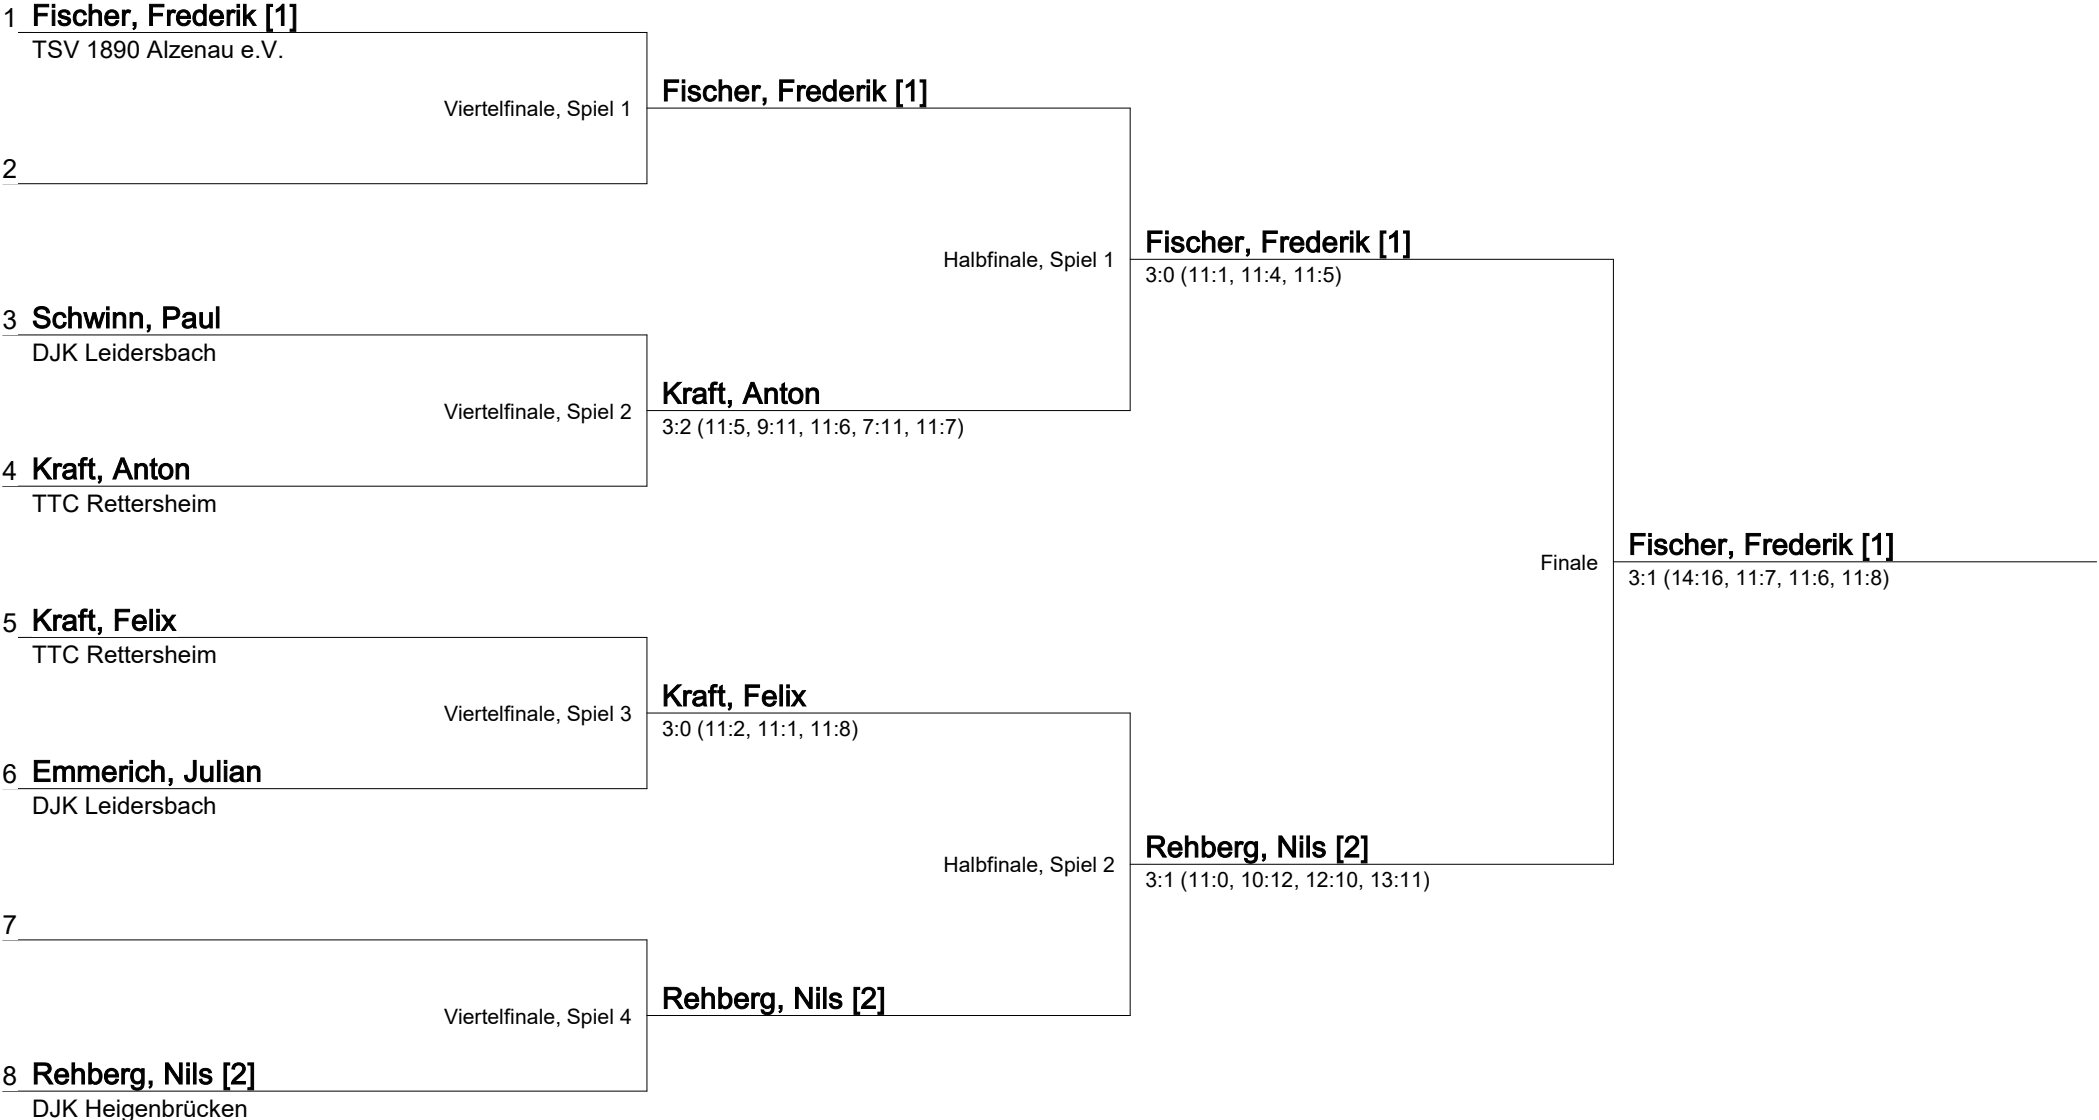 1 Fischer, Frederik [1]
TSV 1890 Alzenau e.V.
Viertelfinale, Spiel 1
Fischer, Frederik [1]
2
Halbfinale, Spiel 1
Fischer, Frederik [1]
3:0 (11:1, 11:4, 11:5)
3 Schwinn, Paul
DJK Leidersbach
Viertelfinale, Spiel 2
Kraft, Anton
3:2 (11:5, 9:11, 11:6, 7:11, 11:7)
4 Kraft, Anton
TTC Rettersheim
Finale
Fischer, Frederik [1]
3:1 (14:16, 11:7, 11:6, 11:8)
5 Kraft, Felix
TTC Rettersheim
Viertelfinale, Spiel 3
Kraft, Felix
3:0 (11:2, 11:1, 11:8)
6 Emmerich, Julian
DJK Leidersbach
Halbfinale, Spiel 2
Rehberg, Nils [2]
3:1 (11:0, 10:12, 12:10, 13:11)
7
Viertelfinale, Spiel 4
Rehberg, Nils [2]
8 Rehberg, Nils [2]
DJK Heigenbrücken